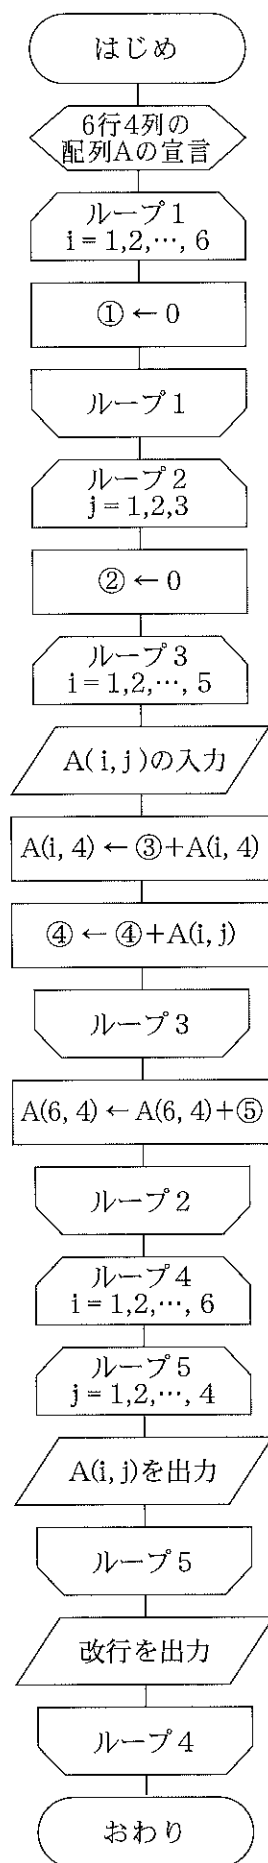 はじめ
6行4列の
配列Aの宣言
ループ1
i = 1,2,…, 6
① ← 0
ループ1
ループ2
j = 1,2,3
② ← 0
ループ3
i = 1,2,…, 5
A( i, j )の入力
A(i, 4) ← ③+A(i, 4)
④ ← ④+A(i, j)
ループ3
A(6, 4) ← A(6, 4)+⑤
ループ2
ループ4
i = 1,2,…, 6
ループ5
j = 1,2,…, 4
A(i, j)を出力
ループ5
改行を出力
ループ4
おわり